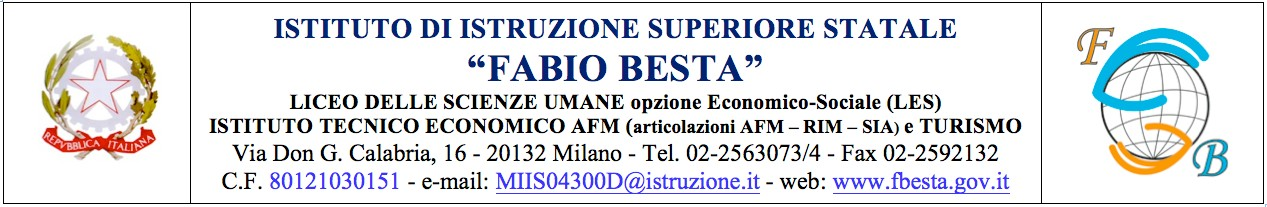 ISTITUTO DI ISTRUZIONE SUPERIORE STATALE
“FABIO BESTA”
LICEO DELLE SCIENZE UMANE opzione Economico-Sociale (LES)
ISTITUTO TECNICO ECONOMICO AFM (articolazioni AFM – RIM – SIA) e TURISMO
Via Don G. Calabria, 16 - 20132 Milano - Tel. 02-2563073/4 - Fax 02-2592132
C.F. 80121030151 - e-mail: MIIS04300D@istruzione.it - web: www.fbesta.gov.it
REPVBBLICA ITALIANA
F
B